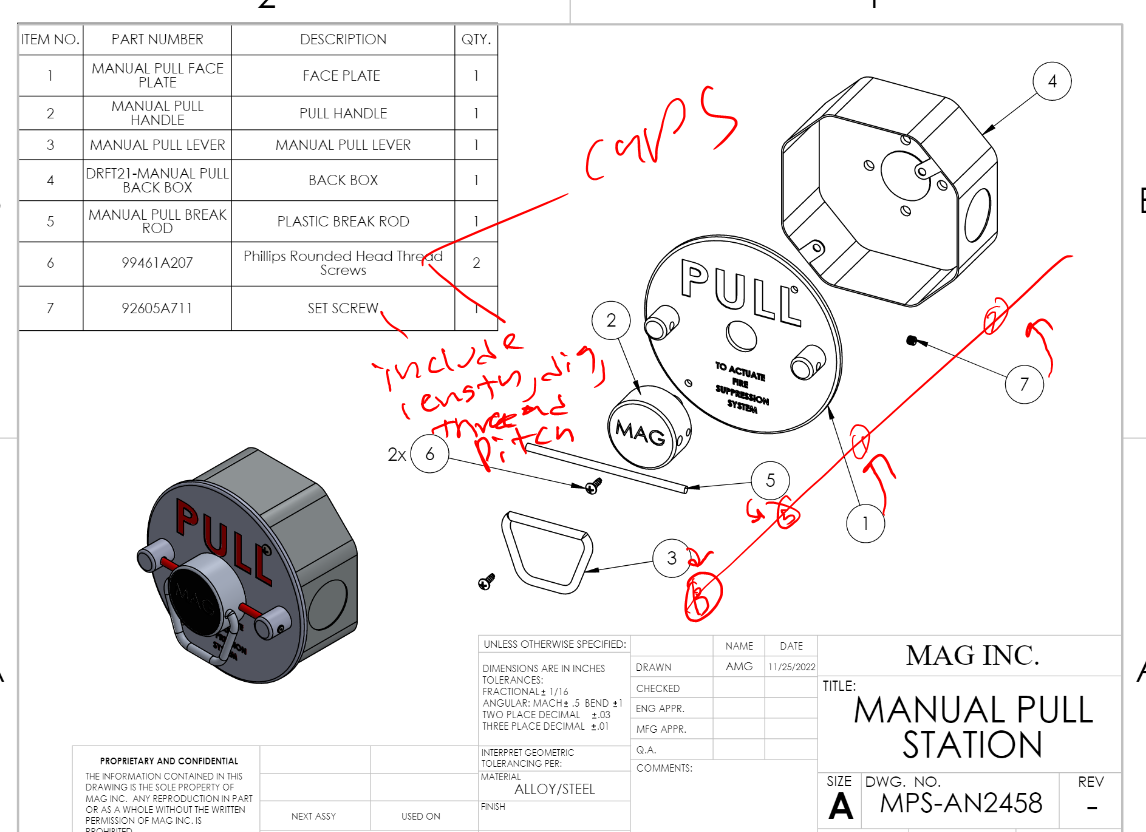 2
1
ITEM NO. PART NUMBER DESCRIPTION QTY.
1 MANUAL PULL FACE PLATE FACE PLATE 1
2 MANUAL PULL HANDLE PULL HANDLE 1
3 MANUAL PULL LEVER MANUAL PULL LEVER 1
4 DRFT21-MANUAL PULL BACK BOX BACK BOX 1
5 MANUAL PULL BREAK ROD PLASTIC BREAK ROD 1
6 99461A207 Phillips Rounded Head Thread Screws 2
7 92605A711 SET SCREW 1
caps
include
length, dia,
thread
pitch
4
PULL
TO ACTUATE
FIRE
SUPPRESSION
SYSTEM
2
MAG
7
2x 6
5
1
3
PULL
MAG
A
UNLESS OTHERWISE SPECIFIED:
DIMENSIONS ARE IN INCHES
TOLERANCES:
FRACTIONAL± 1/16
ANGULAR: MACH± .5 BEND ±1
TWO PLACE DECIMAL ±.03
THREE PLACE DECIMAL ±.01
INTERPRET GEOMETRIC
TOLERANCING PER:
MATERIAL
ALLOY/STEEL
FINISH
NAME DATE
DRAWN AMG 11/25/2022
CHECKED
ENG APPR.
MFG APPR.
Q.A.
COMMENTS:
MAG INC.
TITLE:
MANUAL PULL
STATION
SIZE DWG. NO. REV
A MPS-AN2458 -
PROPRIETARY AND CONFIDENTIAL
THE INFORMATION CONTAINED IN THIS
DRAWING IS THE SOLE PROPERTY OF
MAG INC. ANY REPRODUCTION IN PART
OR AS A WHOLE WITHOUT THE WRITTEN
PERMISSION OF MAG INC. IS
PROHIBITED.
NEXT ASSY USED ON